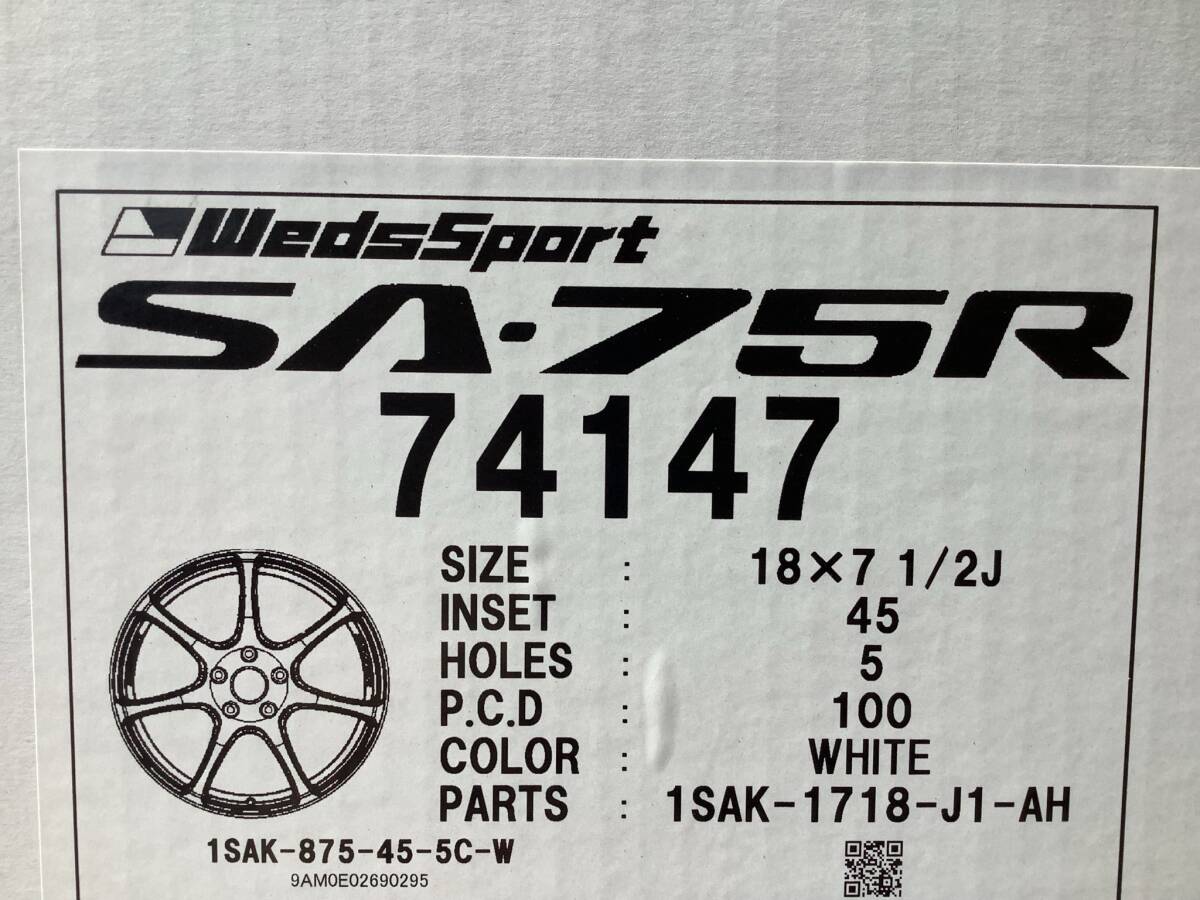 WedsSport
SA-75R
74147
SIZE : 18×7 1/2J
INSET : 45
HOLES : 5
P.C.D : 100
COLOR : WHITE
PARTS : 1SAK-1718-J1-AH
1SAK-875-45-5C-W
9AM0E02690295